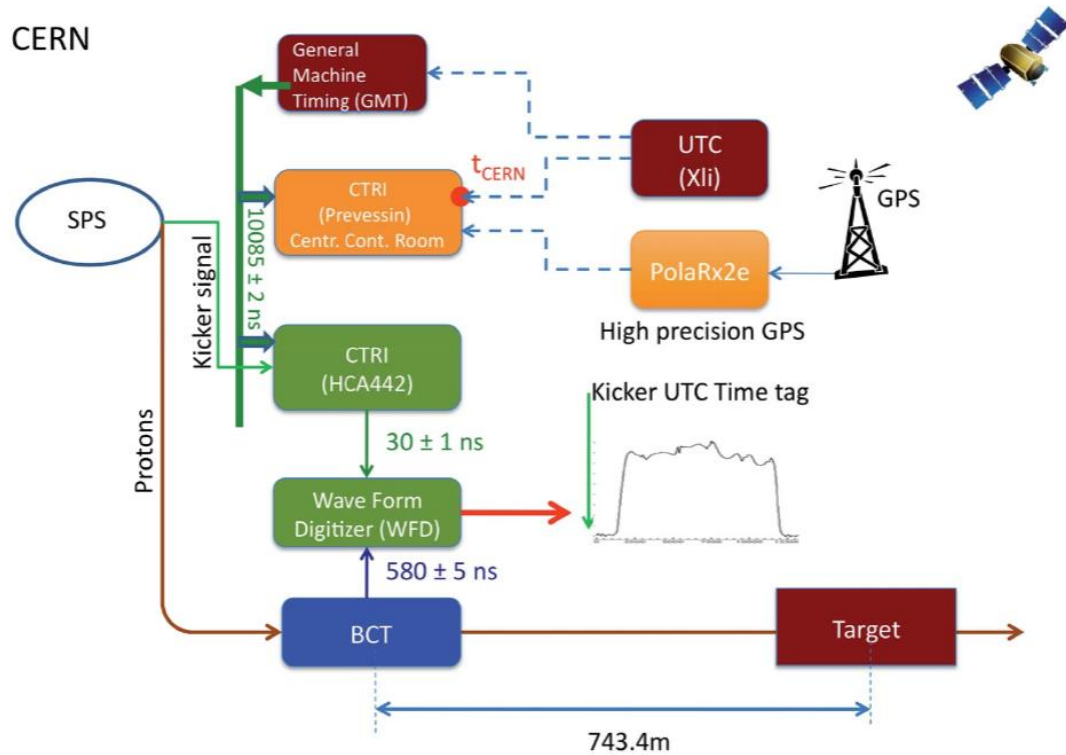 CERN
General
Machine
Timing (GMT)
UTC
(Xli)
tCERN
GPS
CTRI
(Prevessin)
Centr. Cont. Room
SPS
10085 ± 2 ns
Kicker signal
PolaRx2e
High precision GPS
CTRI
(HCA442)
Kicker UTC Time tag
30 ± 1 ns
Protons
Wave Form
Digitizer (WFD)
580 ± 5 ns
BCT
Target
743.4m